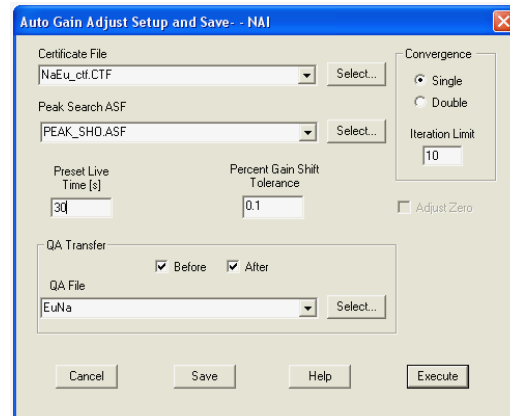 Auto Gain Adjust Setup and Save- - NAI
Certificate File
NaEu_ctf.CTF
Select...
Peak Search ASF
PEAK_SHO.ASF
Select...
Convergence
Single
Double
Iteration Limit
10
Preset Live
Time [s]
30
Percent Gain Shift
Tolerance
0.1
Adjust Zero
QA Transfer
Before
After
QA File
EuNa
Select...
Cancel
Save
Help
Execute